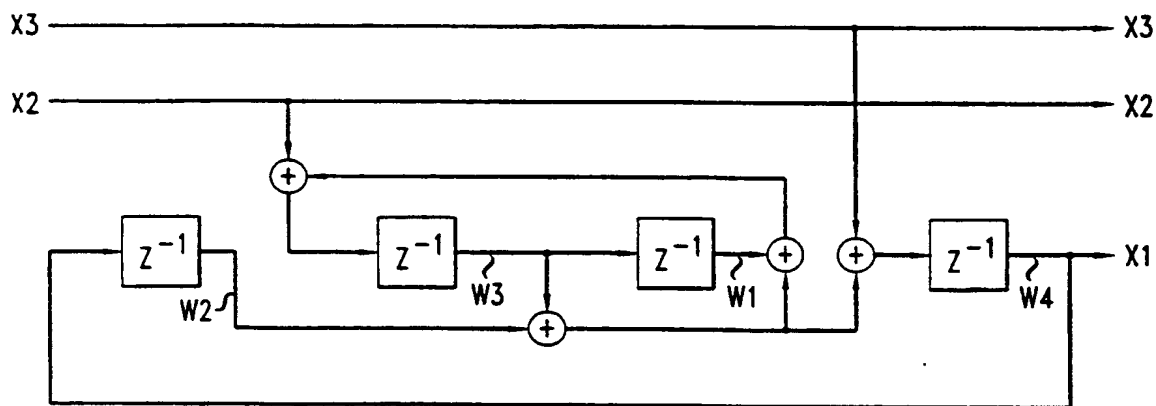 X3 X3
X2 X2
+
z⁻¹ z⁻¹ z⁻¹ + + z⁻¹ X1
W2 W3 W1 W4
+